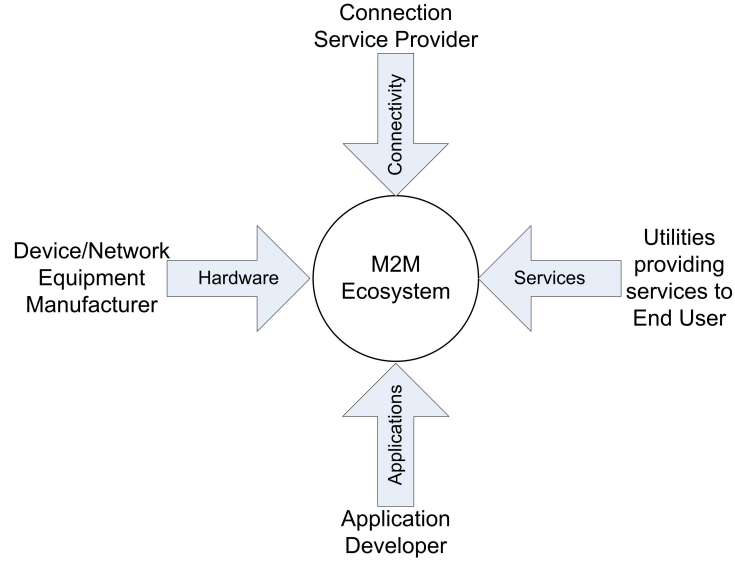 Connection
Service Provider
Connectivity
Device/Network
Equipment
Manufacturer
Hardware
M2M
Ecosystem
Services
Utilities
providing
services to
End User
Applications
Application
Developer